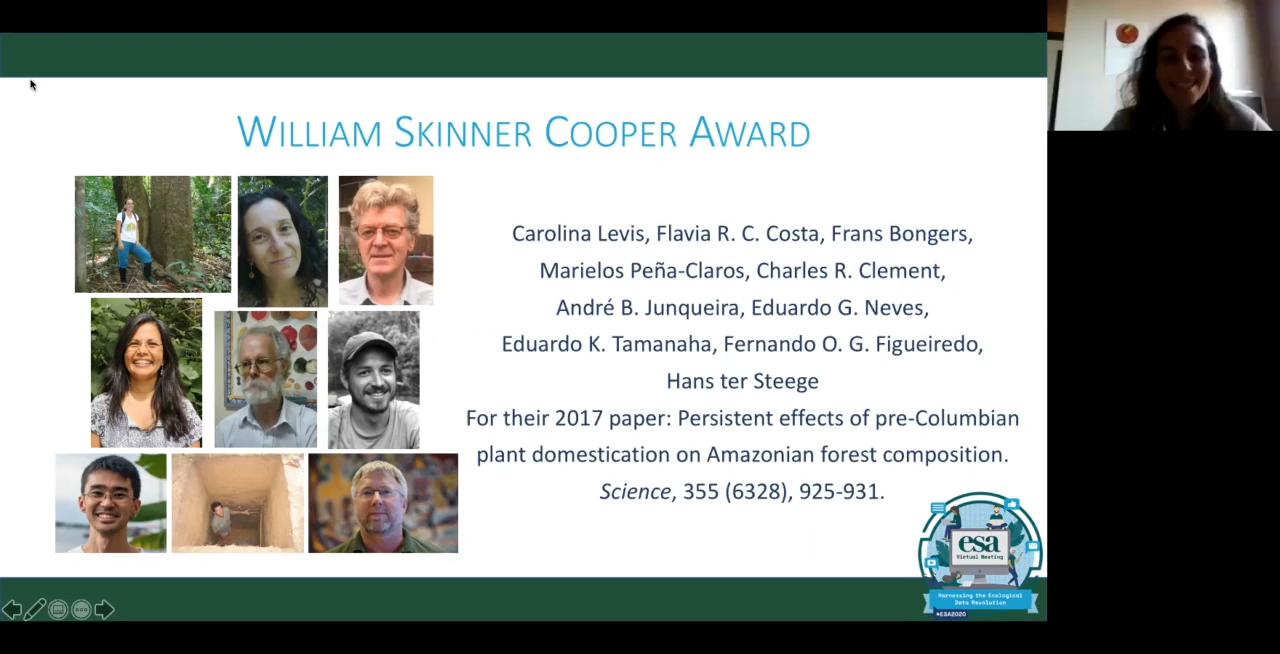 William Skinner Cooper Award
Carolina Levis, Flavia R. C. Costa, Frans Bongers,
Marielos Peña-Claros, Charles R. Clement,
André B. Junqueira, Eduardo G. Neves,
Eduardo K. Tamanaha, Fernando O. G. Figueiredo,
Hans ter Steege
For their 2017 paper: Persistent effects of pre-Columbian
plant domestication on Amazonian forest composition.
Science, 355 (6328), 925-931.
esa
Virtual Meeting
Harnessing the Ecological
Data Revolution
#ESA2020